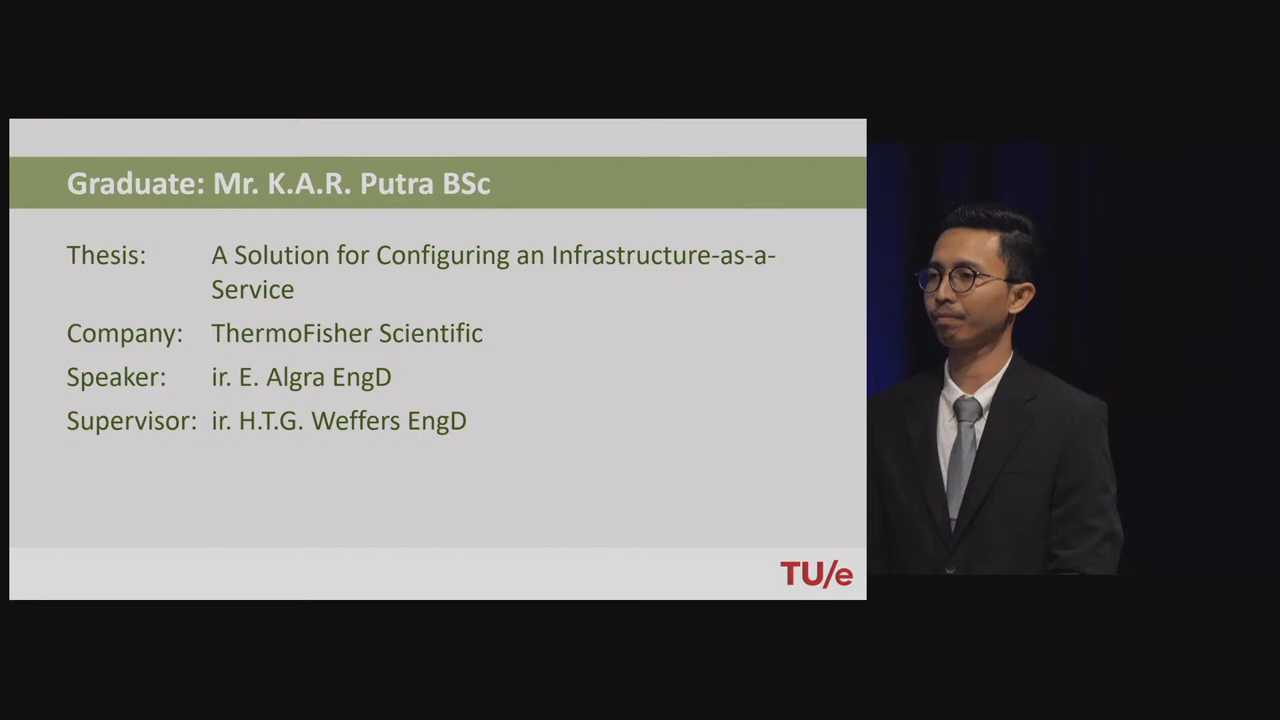 Graduate: Mr. K.A.R. Putra BSc
Thesis: A Solution for Configuring an Infrastructure-as-a-
Service
Company: ThermoFisher Scientific
Speaker: ir. E. Algra EngD
Supervisor: ir. H.T.G. Weffers EngD
TU/e